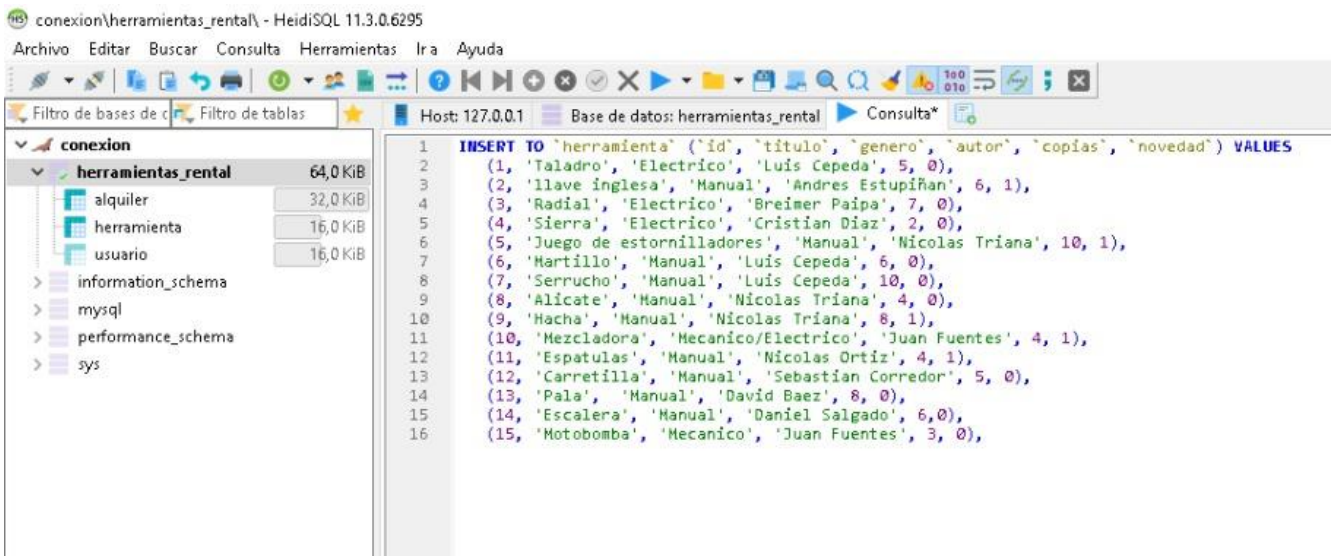 conexion\herramientas_rental\ - HeidiSQL 11.3.0.6295
Archivo Editar Buscar Consulta Herramientas Ir a Ayuda
Filtro de bases de c Filtro de tablas
Host: 127.0.0.1 Base de datos: herramientas_rental Consulta*
conexion
herramientas_rental 64,0 KiB
alquiler 32,0 KiB
herramienta 16,0 KiB
usuario 16,0 KiB
information_schema
mysql
performance_schema
sys
1 INSERT TO `herramienta` (`id`, `titulo`, `genero`, `autor`, `copias`, `novedad`) VALUES
2 (1, 'Taladro', 'Electrico', 'Luis Cepeda', 5, 0),
3 (2, 'llave inglesa', 'Manual', 'Andres Estupiñan', 6, 1),
4 (3, 'Radial', 'Electrico', 'Breimer Paipa', 7, 0),
5 (4, 'Sierra', 'Electrico', 'Cristian Diaz', 2, 0),
6 (5, 'Juego de estornilladores', 'Manual', 'Nicolas Triana', 10, 1),
7 (6, 'Martillo', 'Manual', 'Luis Cepeda', 6, 0),
8 (7, 'Serrucho', 'Manual', 'Luis Cepeda', 10, 0),
9 (8, 'Alicate', 'Manual', 'Nicolas Triana', 4, 0),
10 (9, 'Hacha', 'Manual', 'Nicolas Triana', 8, 1),
11 (10, 'Mezcladora', 'Mecanico/Electrico', 'Juan Fuentes', 4, 1),
12 (11, 'Espatulas', 'Manual', 'Nicolas Ortiz', 4, 1),
13 (12, 'Carretilla', 'Manual', 'Sebastian Corredor', 5, 0),
14 (13, 'Pala', 'Manual', 'David Baez', 8, 0),
15 (14, 'Escalera', 'Manual', 'Daniel Salgado', 6,0),
16 (15, 'Motobomba', 'Mecanico', 'Juan Fuentes', 3, 0),